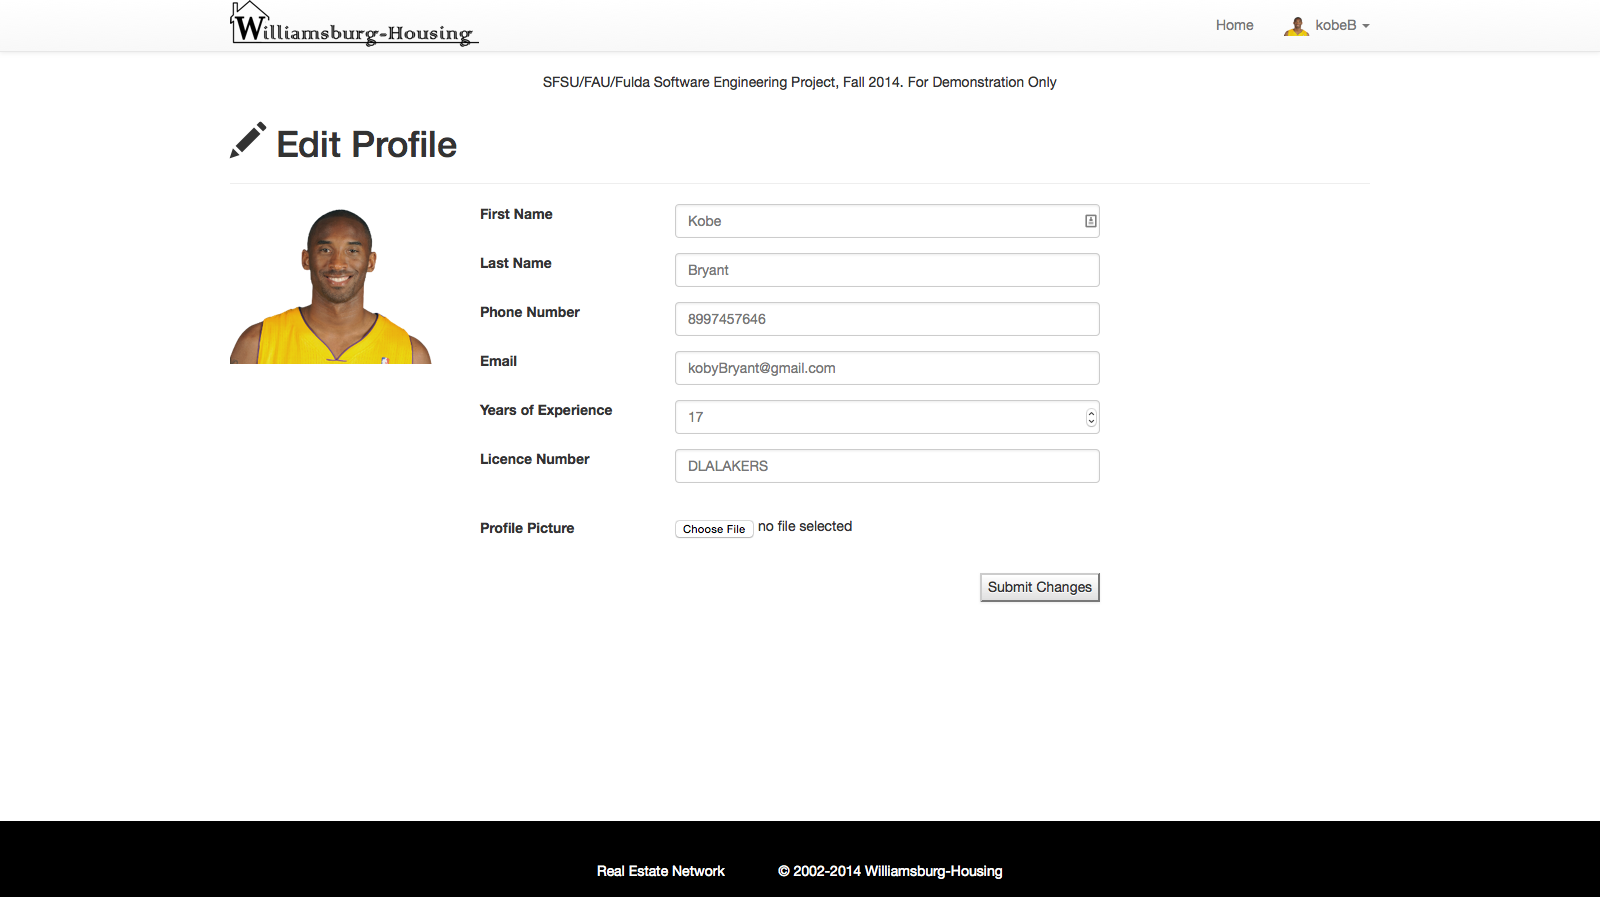 Williamsburg-Housing
Home
kobeB
SFSU/FAU/Fulda Software Engineering Project, Fall 2014. For Demonstration Only
Edit Profile
First Name
Kobe
Last Name
Bryant
Phone Number
8997457646
Email
kobyBryant@gmail.com
Years of Experience
17
Licence Number
DLALAKERS
Profile Picture
Choose File no file selected
Submit Changes
Real Estate Network
© 2002-2014 Williamsburg-Housing